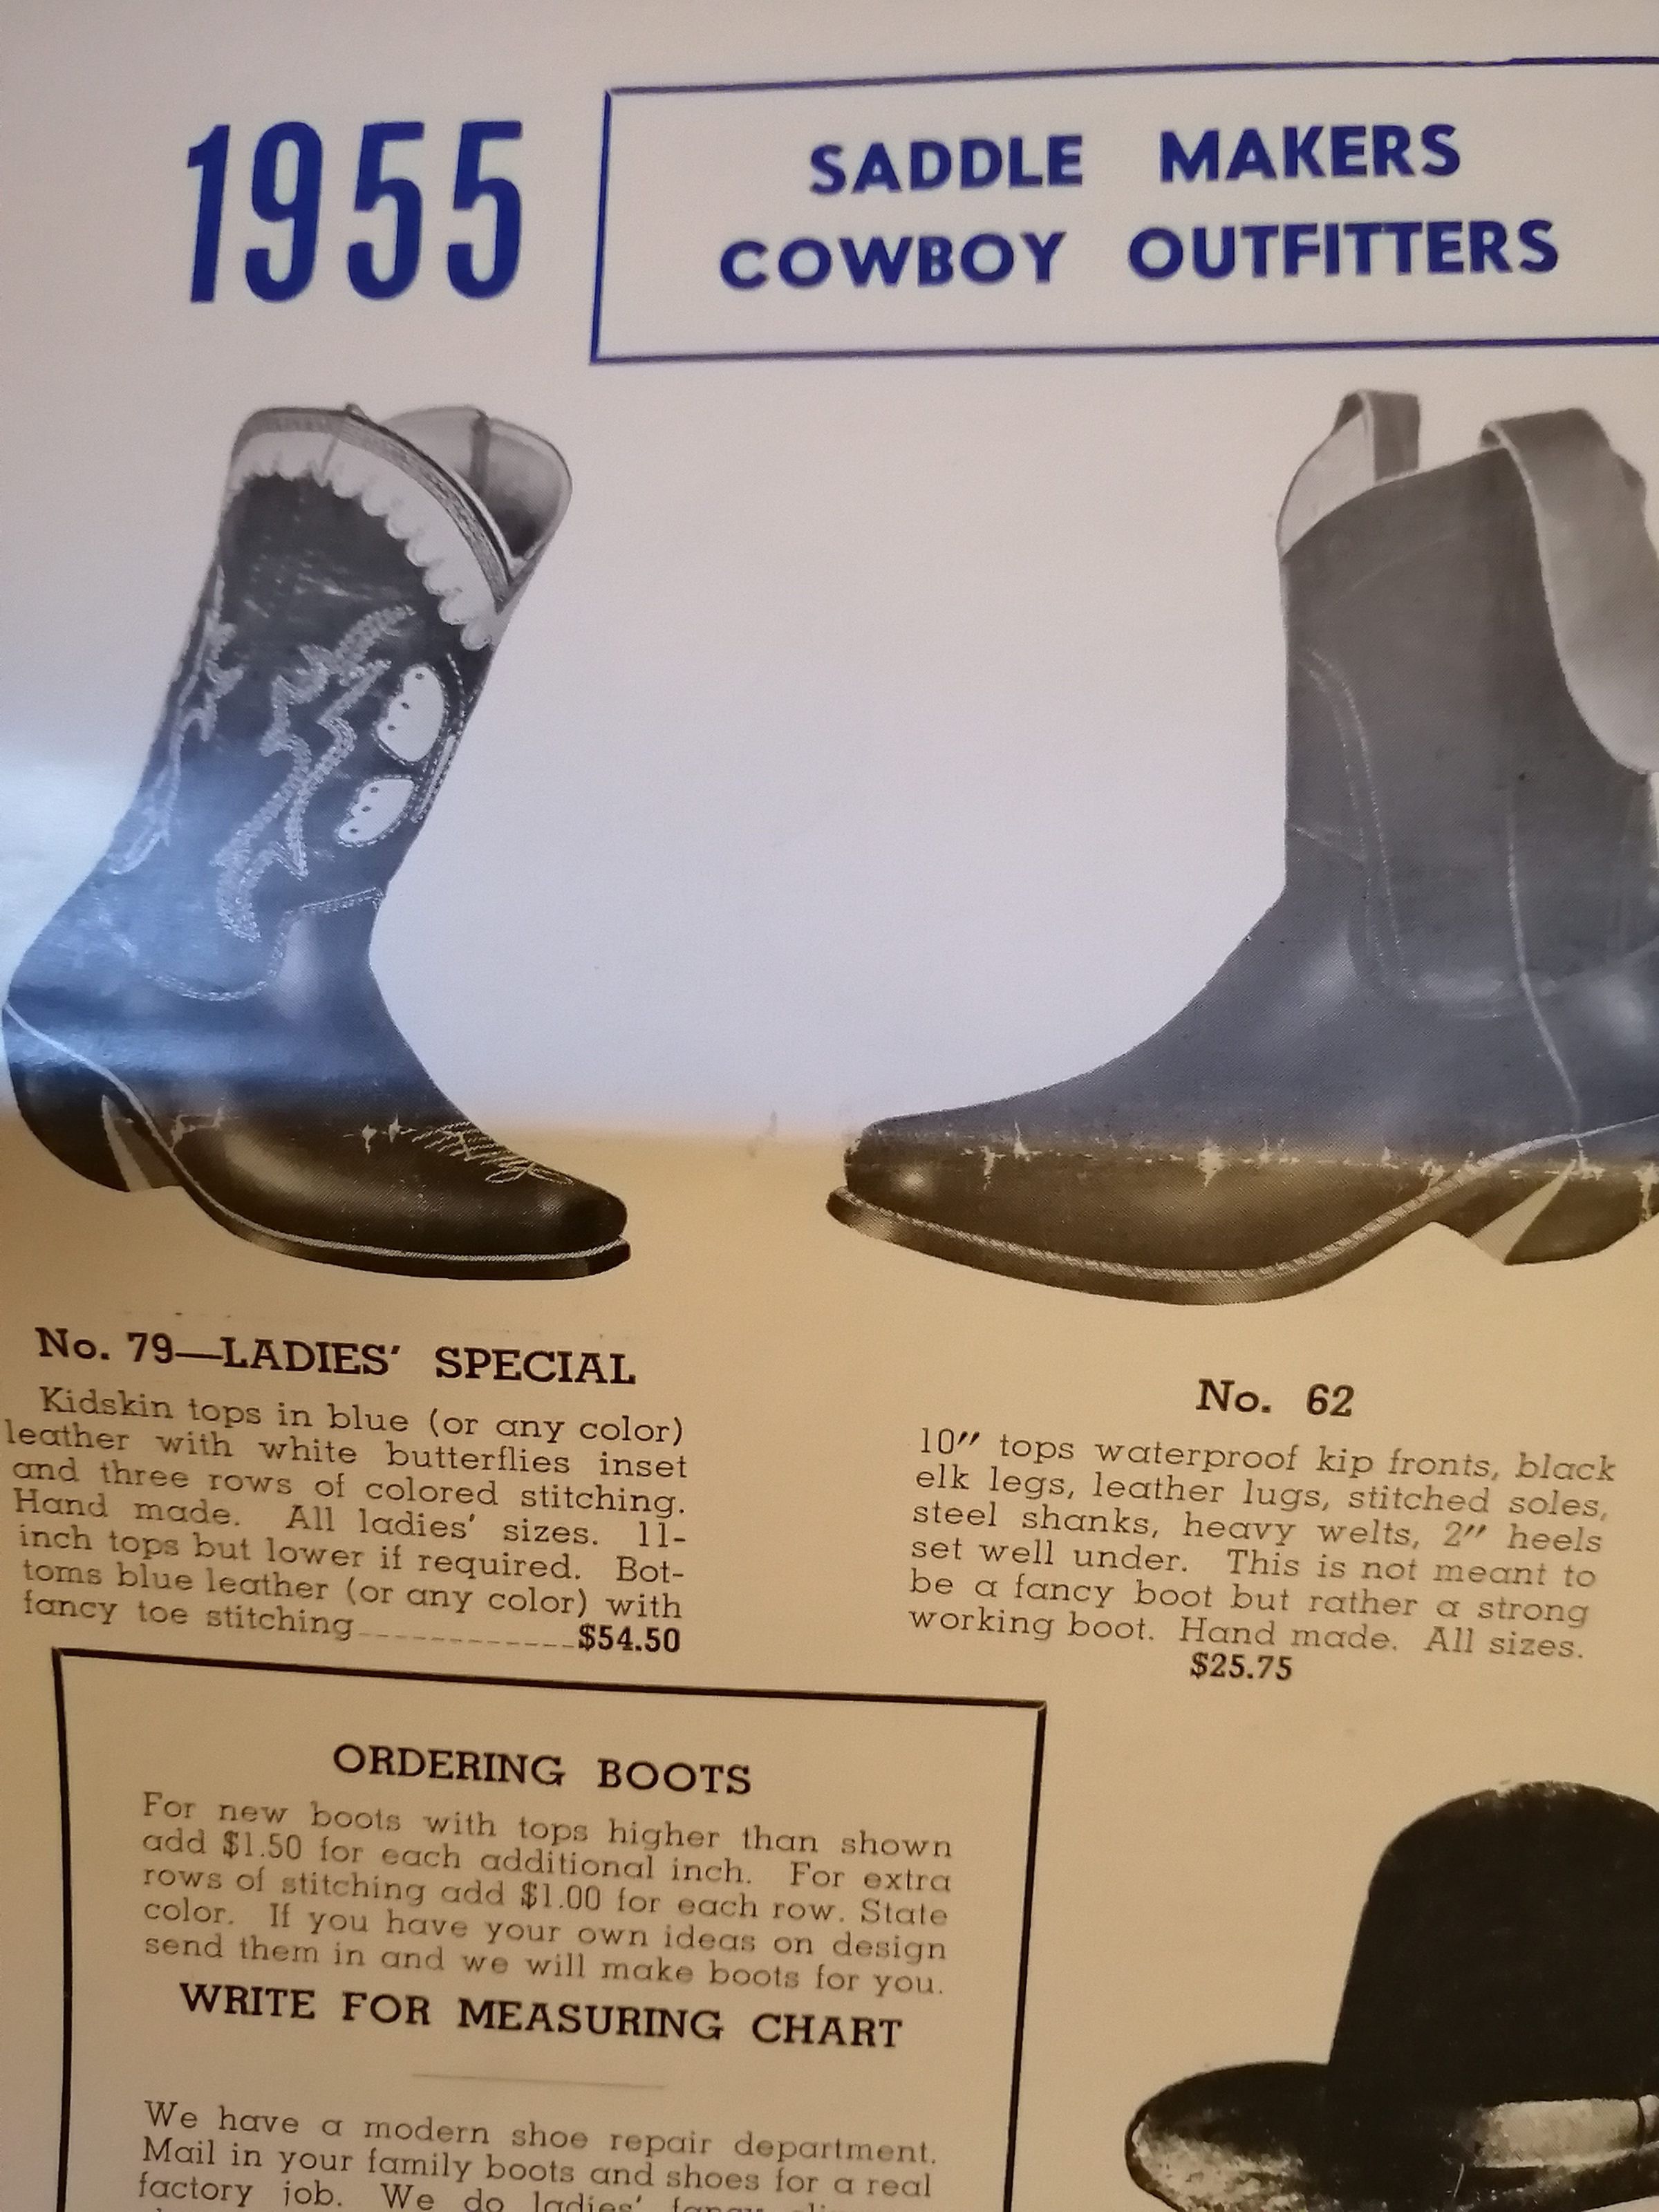 1955
SADDLE MAKERS
COWBOY OUTFITTERS
No. 79—LADIES' SPECIAL
Kidskin tops in blue (or any color)
leather with white butterflies inset
and three rows of colored stitching.
Hand made. All ladies' sizes. 11-
inch tops but lower if required. Bot-
toms blue leather (or any color) with
fancy toe stitching____________$54.50
No. 62
10″ tops waterproof kip fronts, black
elk legs, leather lugs, stitched soles,
steel shanks, heavy welts, 2″ heels
set well under. This is not meant to
be a fancy boot but rather a strong
working boot. Hand made. All sizes.
$25.75
ORDERING BOOTS
For new boots with tops higher than shown
add $1.50 for each additional inch. For extra
rows of stitching add $1.00 for each row. State
color. If you have your own ideas on design
send them in and we will make boots for you.
WRITE FOR MEASURING CHART
We have a modern shoe repair department.
Mail in your family boots and shoes for a real
factory job. We do ladies' fancy